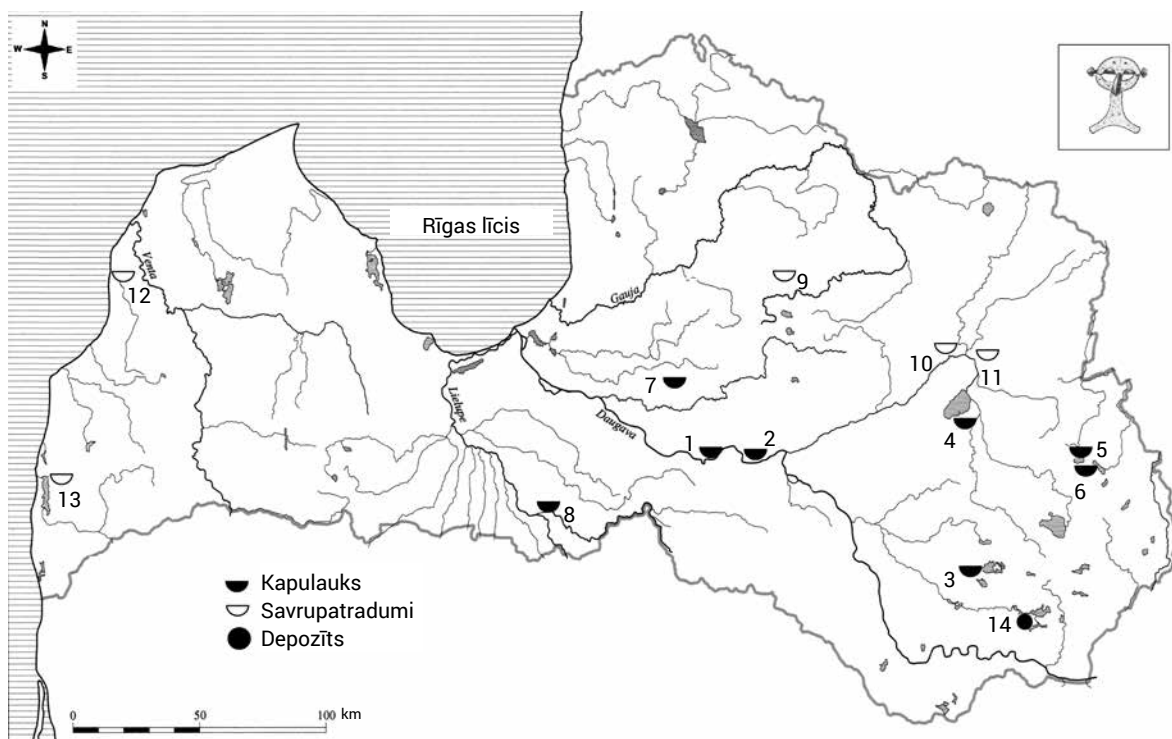 N
W E
S
Rīgas līcis
Venta
Gauja
Lielupe
Daugava
12
9
10
11
7
4
1
2
5
6
13
8
3
14
Kapulauks
Savrupatradumi
Depozīts
0 50 100 km